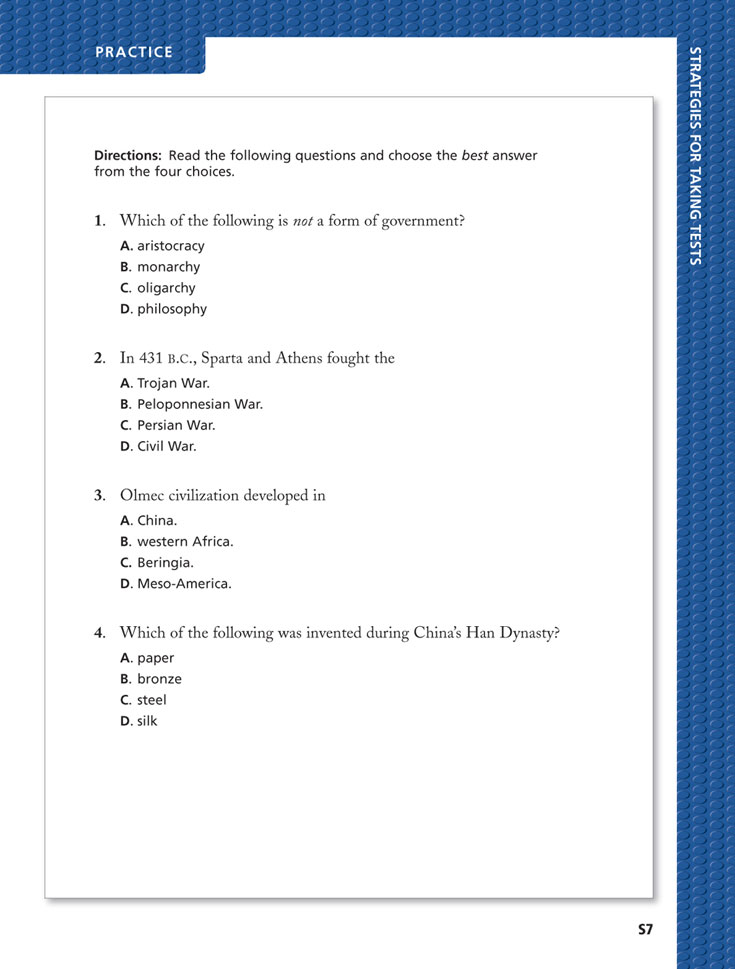 PRACTICE
STRATEGIES FOR TAKING TESTS
Directions: Read the following questions and choose the best answer
from the four choices.
1. Which of the following is not a form of government?
A. aristocracy
B. monarchy
C. oligarchy
D. philosophy
2. In 431 B.C., Sparta and Athens fought the
A. Trojan War.
B. Peloponnesian War.
C. Persian War.
D. Civil War.
3. Olmec civilization developed in
A. China.
B. western Africa.
C. Beringia.
D. Meso-America.
4. Which of the following was invented during China’s Han Dynasty?
A. paper
B. bronze
C. steel
D. silk
S7